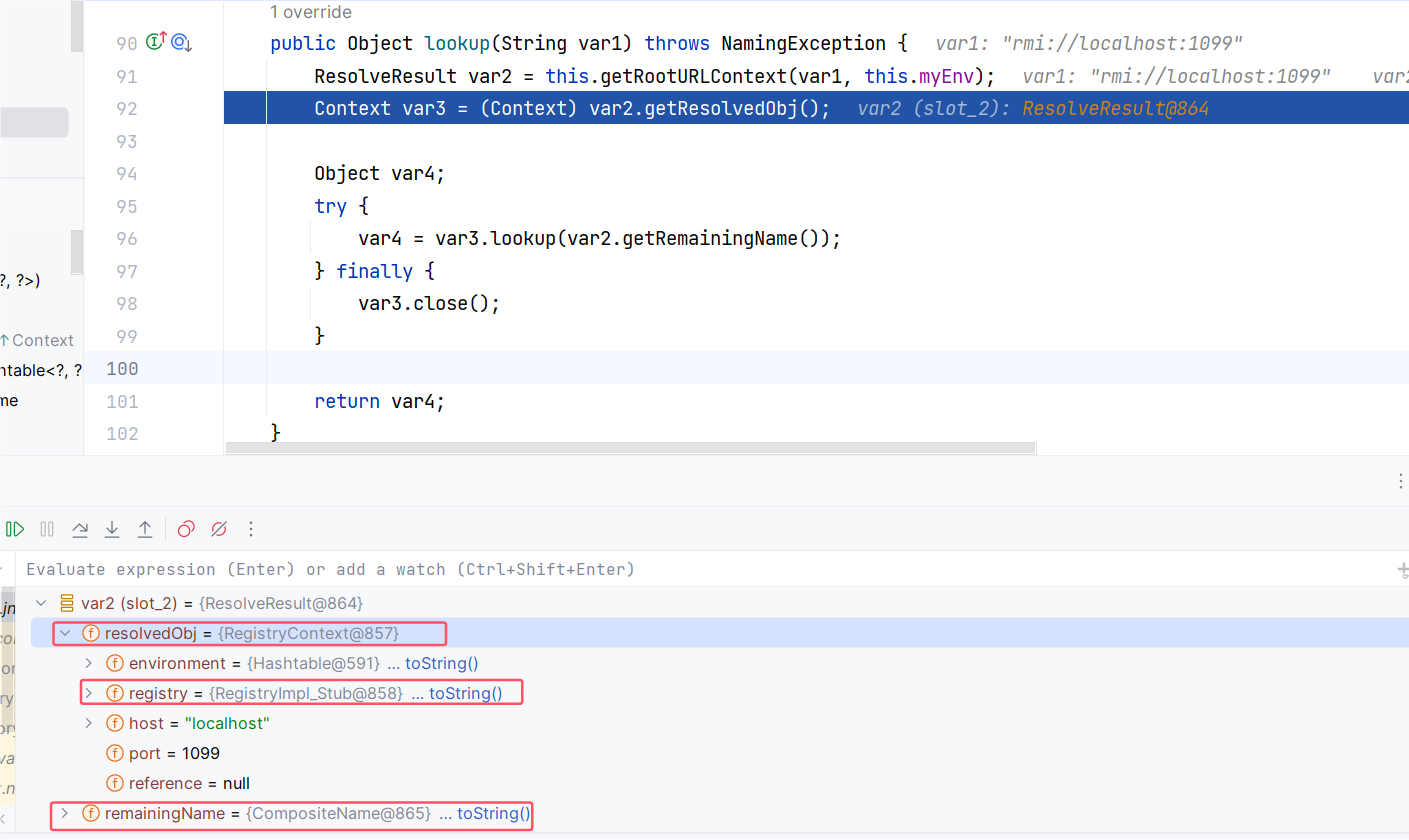 1 override
90 public Object lookup(String var1) throws NamingException { var1: "rmi://localhost:1099"
91 ResolveResult var2 = this.getRootURLContext(var1, this.myEnv); var1: "rmi://localhost:1099" var2
92 Context var3 = (Context) var2.getResolvedObj(); var2 (slot_2): ResolveResult@864
93
94 Object var4;
95 try {
96 var4 = var3.lookup(var2.getRemainingName());
97 } finally {
98 var3.close();
99 }
100
101 return var4;
102 }
?, ?>)
↑Context
ntable<?, ?
me
Evaluate expression (Enter) or add a watch (Ctrl+Shift+Enter)
var2 (slot_2) = {ResolveResult@864}
resolvedObj = {RegistryContext@857}
environment = {Hashtable@591} ... toString()
registry = {RegistryImpl_Stub@858} ... toString()
host = "localhost"
port = 1099
reference = null
remainingName = {CompositeName@865} ... toString()